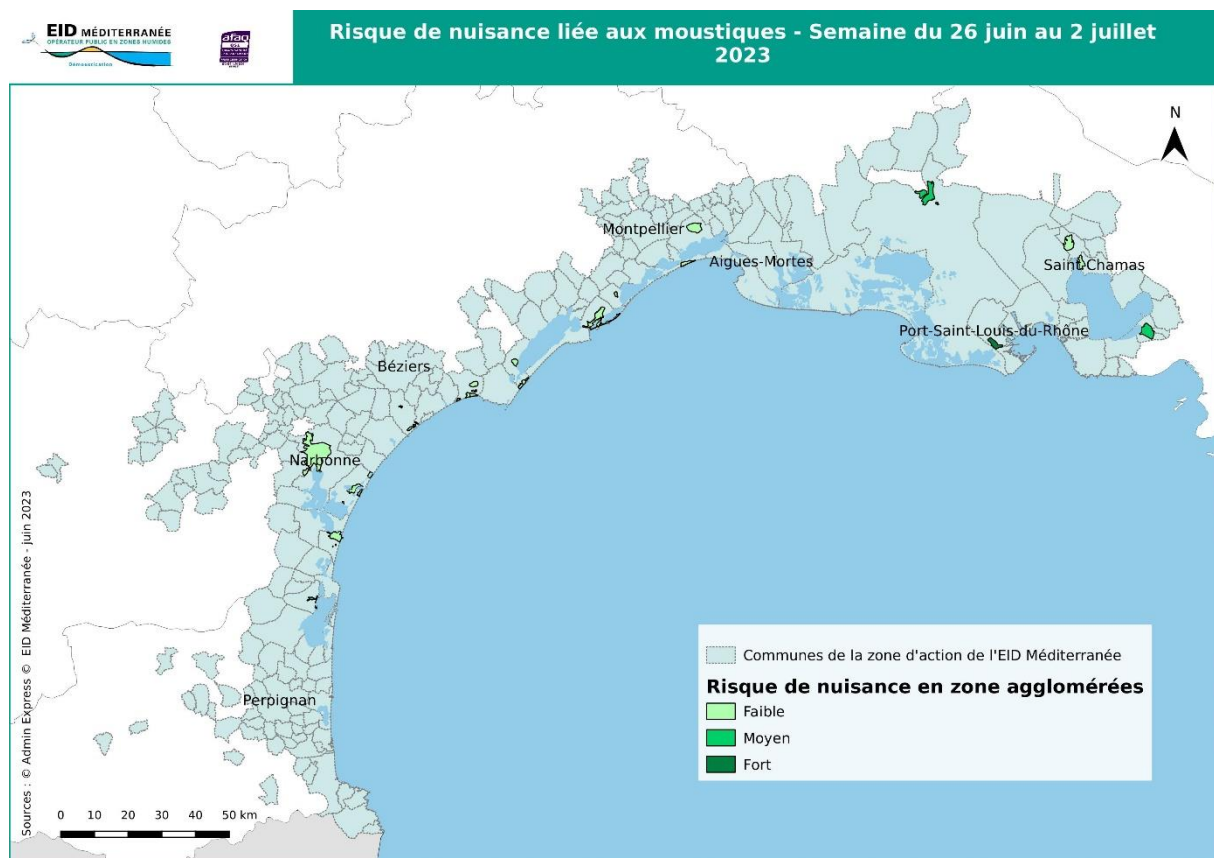 EID MÉDITERRANÉE
OPÉRATEUR PUBLIC EN ZONES HUMIDES
Démoustication
afaq
Risque de nuisance liée aux moustiques - Semaine du 26 juin au 2 juillet
2023
N
Montpellier
Aigues-Mortes
Saint-Chamas
Port-Saint-Louis-du-Rhône
Béziers
Narbonne
Perpignan
Communes de la zone d'action de l'EID Méditerranée
Risque de nuisance en zone agglomérées
Faible
Moyen
Fort
0 10 20 30 40 50 km
Sources : © Admin Express © EID Méditerranée - juin 2023